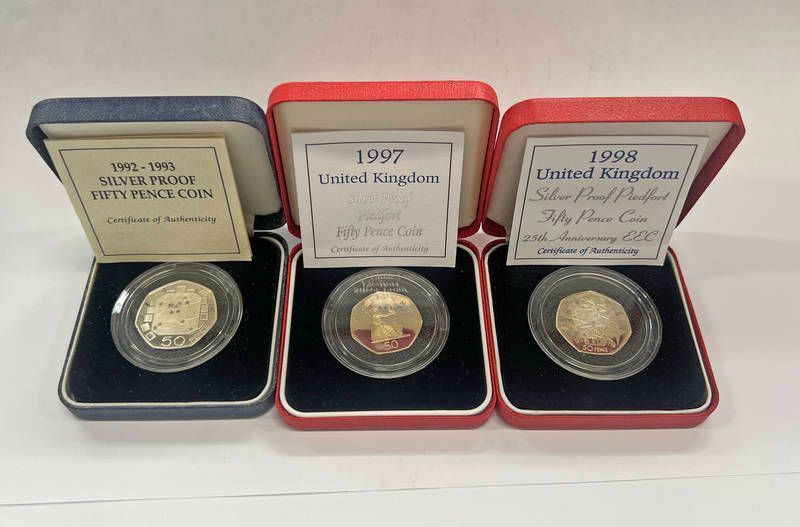 1992 - 1993
SILVER PROOF
FIFTY PENCE COIN
Certificate of Authenticity
50
1997
United Kingdom
Silver Proof
Piedfort
Fifty Pence Coin
Certificate of Authenticity
50
1998
United Kingdom
Silver Proof Piedfort
Fifty Pence Coin
25th Anniversary EEC
Certificate of Authenticity
50 PENCE